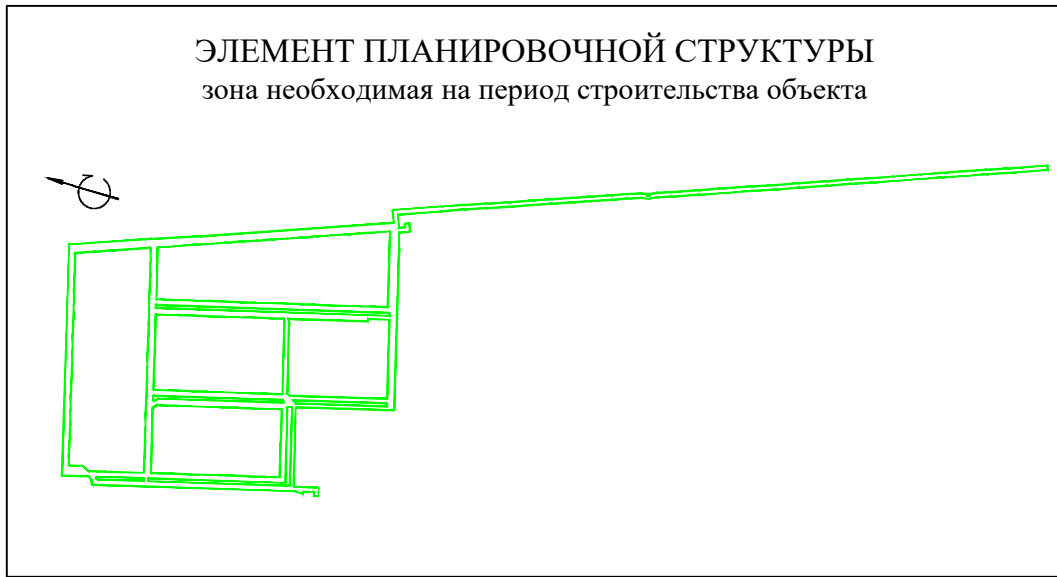 ЭЛЕМЕНТ ПЛАНИРОВОЧНОЙ СТРУКТУРЫ
зона необходимая на период строительства объекта
С